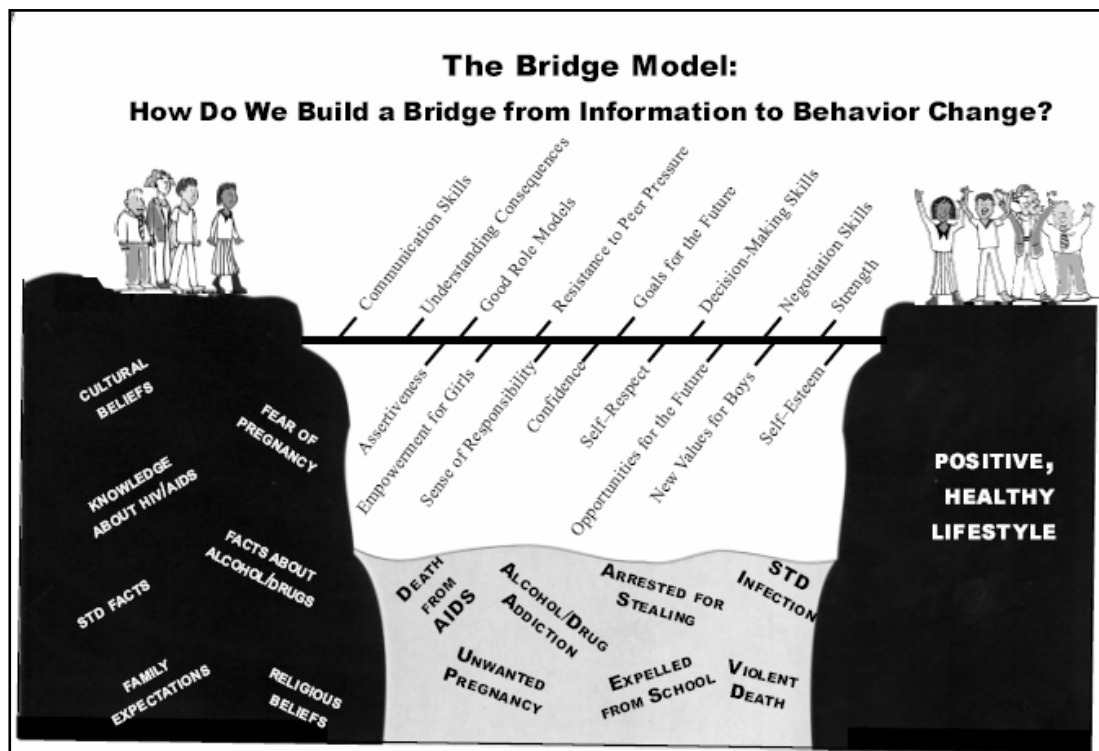 The Bridge Model:
How Do We Build a Bridge from Information to Behavior Change?
Communication Skills
Understanding Consequences
Good Role Models
Resistance to Peer Pressure
Goals for the Future
Decision-Making Skills
Negotiation Skills
Strength
Assertiveness
Empowerment for Girls
Sense of Responsibility
Confidence
Self-Respect
Opportunities for the Future
New Values for Boys
Self-Esteem
CULTURAL
BELIEFS
FEAR OF
PREGNANCY
KNOWLEDGE
ABOUT HIV/AIDS
FACTS ABOUT
ALCOHOL/DRUGS
STD FACTS
FAMILY
EXPECTATIONS
RELIGIOUS
BELIEFS
DEATH
FROM
AIDS
ALCOHOL/DRUG
ADDICTION
ARRESTED FOR
STEALING
STD
INFECTION
UNWANTED
PREGNANCY
EXPELLED
FROM SCHOOL
VIOLENT
DEATH
POSITIVE,
HEALTHY
LIFESTYLE